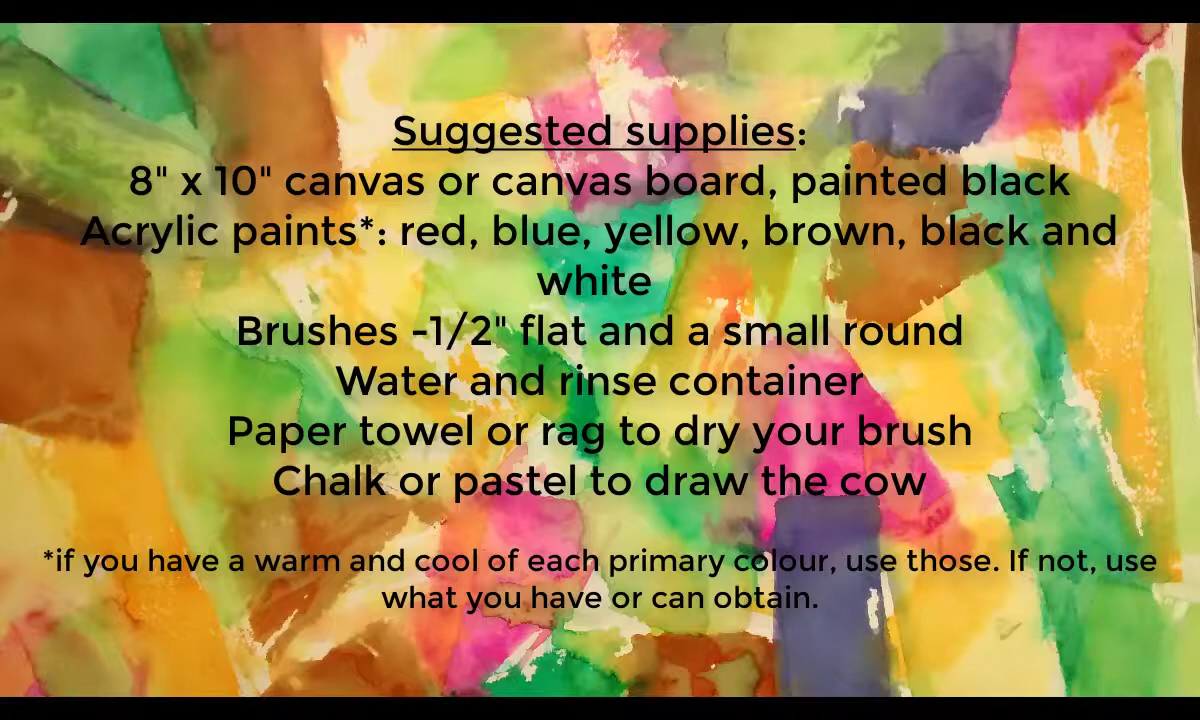 Suggested supplies:
8" x 10" canvas or canvas board, painted black
Acrylic paints*: red, blue, yellow, brown, black and
white
Brushes -1/2" flat and a small round
Water and rinse container
Paper towel or rag to dry your brush
Chalk or pastel to draw the cow
*if you have a warm and cool of each primary colour, use those. If not, use
what you have or can obtain.